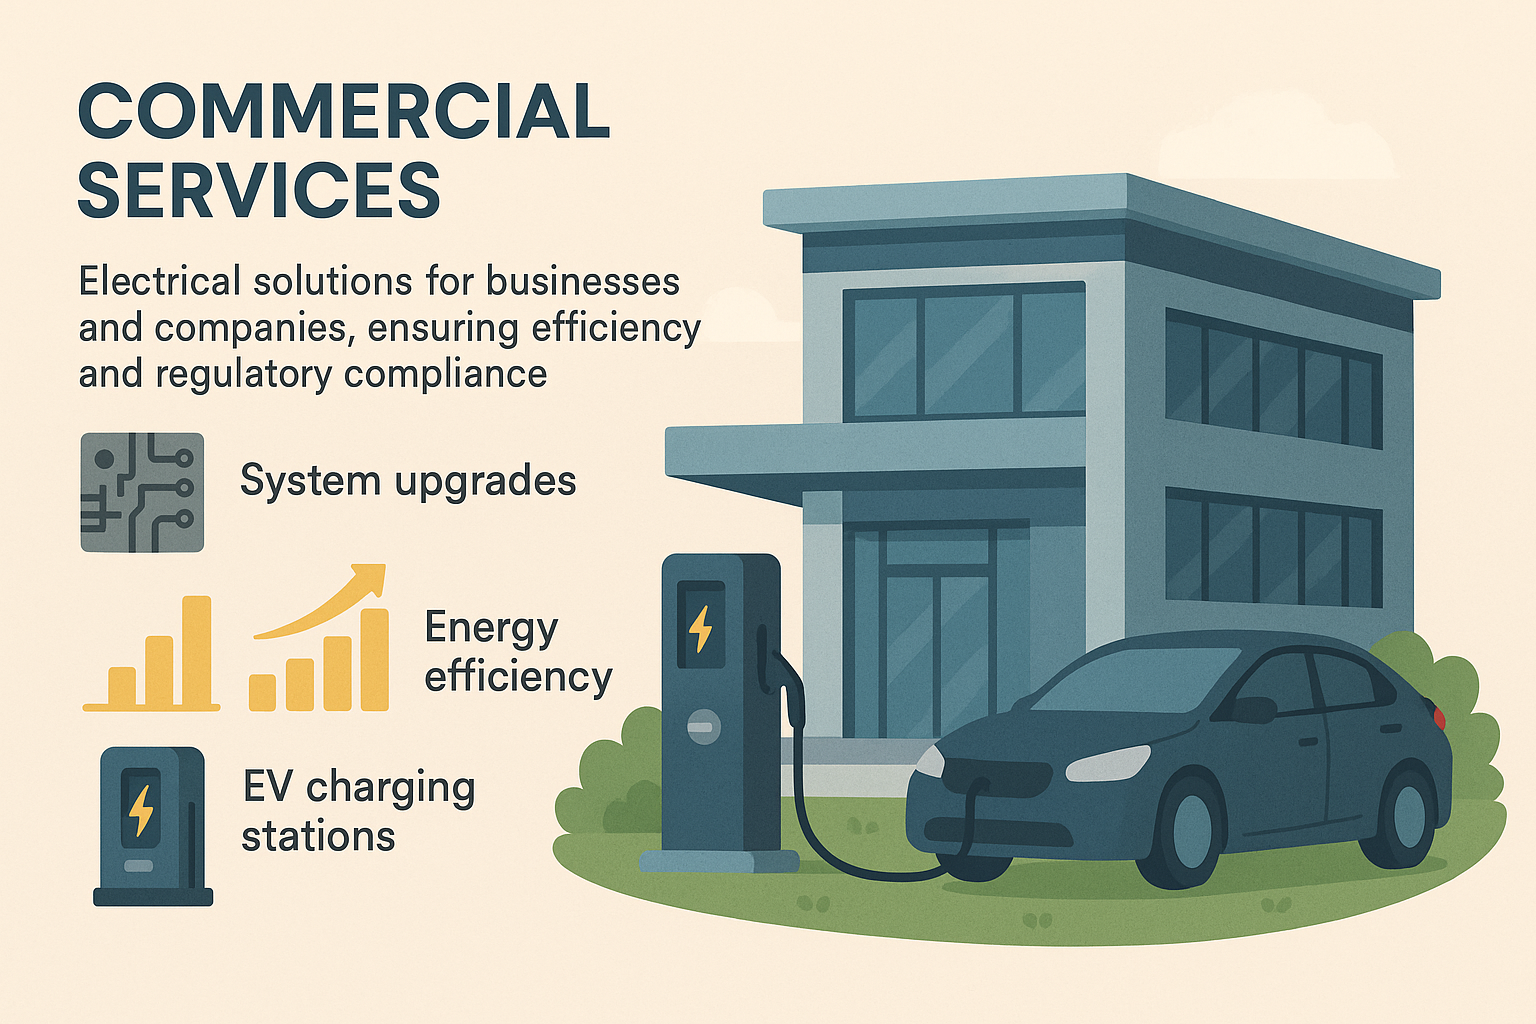 COMMERCIAL
SERVICES
Electrical solutions for businesses
and companies, ensuring efficiency
and regulatory compliance
System upgrades
Energy
efficiency
EV charging
stations